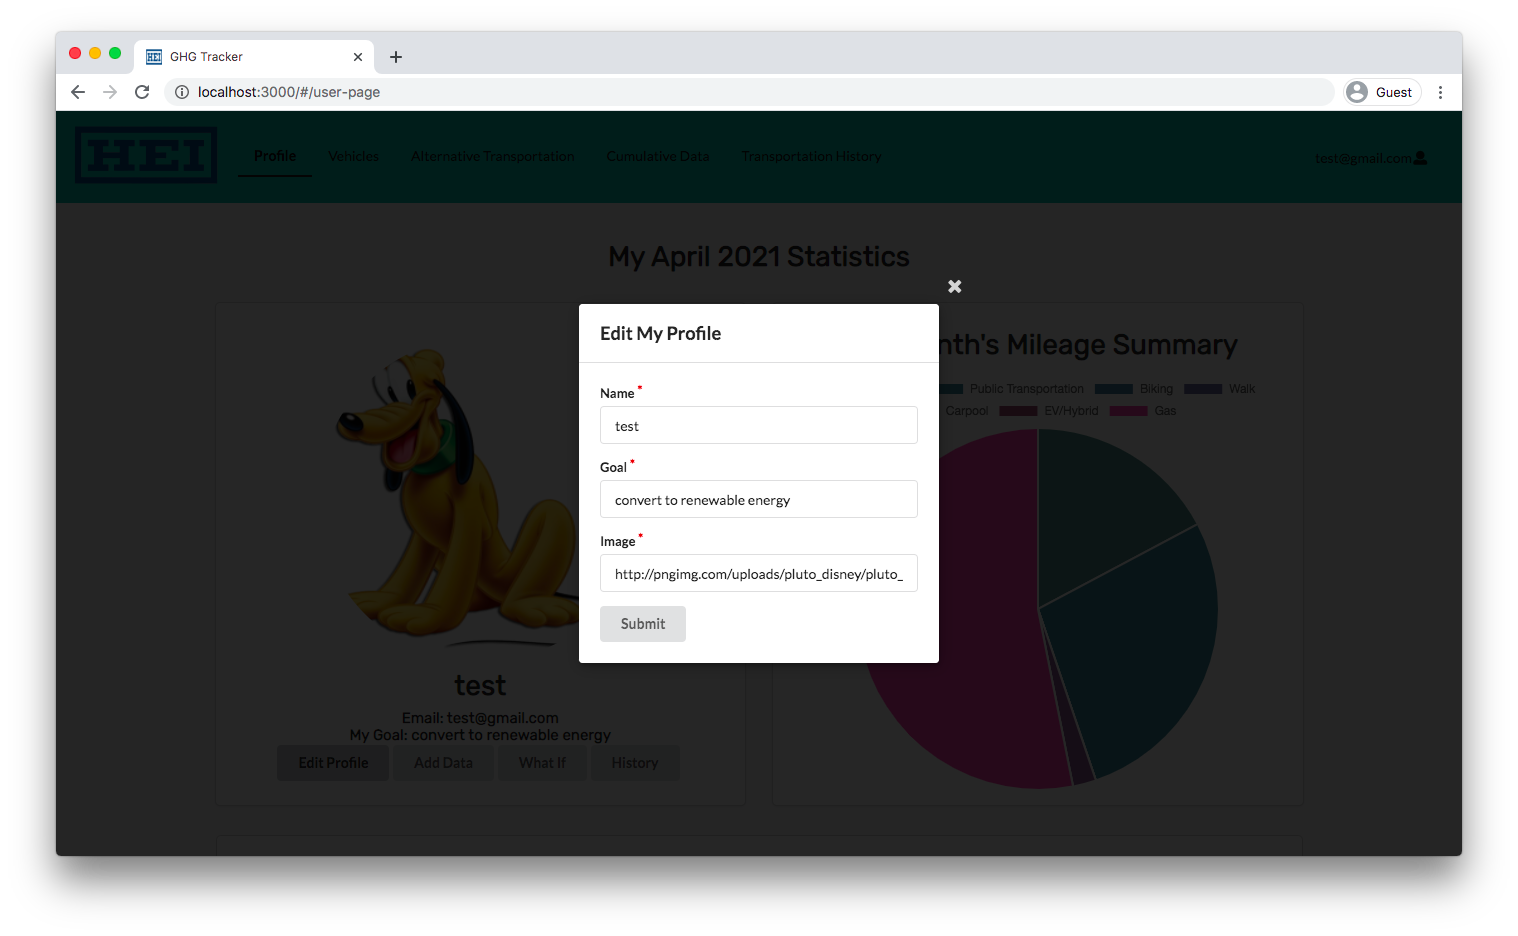 HEI GHG Tracker
localhost:3000/#/user-page
Guest
HEI Profile Vehicles Alternative Transportation Cumulative Data Transportation History test@gmail.com
My April 2021 Statistics
Edit My Profile
Name *
test
Goal *
convert to renewable energy
Image *
http://pngimg.com/uploads/pluto_disney/pluto_
Submit
test
Email: test@gmail.com
My Goal: convert to renewable energy
Edit Profile Add Data What If History
Mileage Summary
Public Transportation Biking Walk
Carpool EV/Hybrid Gas